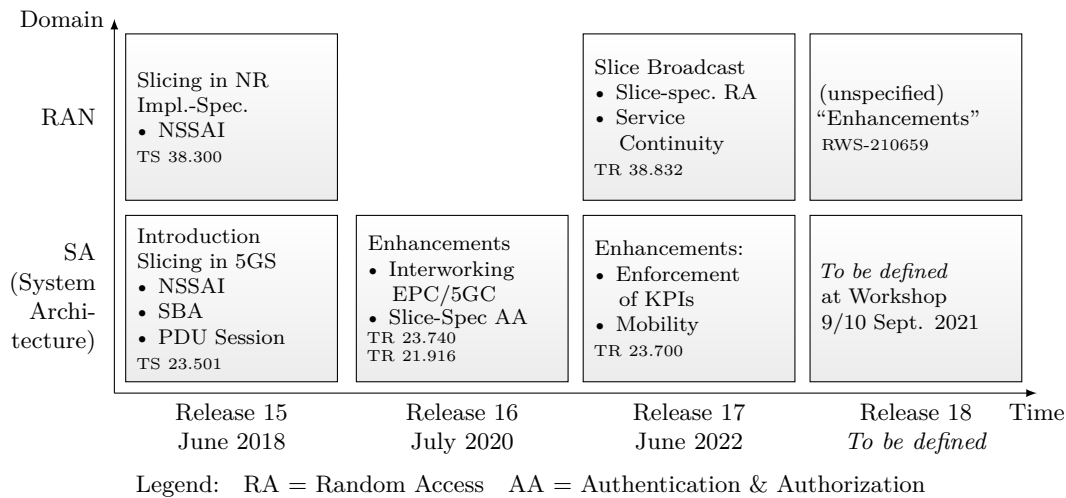 Domain
RAN
Slicing in NR
Impl.-Spec.
• NSSAI
TS 38.300
Slice Broadcast
• Slice-spec. RA
• Service
Continuity
TR 38.832
(unspecified)
“Enhancements”
RWS-210659
SA
(System
Archi-
tecture)
Introduction
Slicing in 5GS
• NSSAI
• SBA
• PDU Session
TS 23.501
Enhancements
• Interworking
EPC/5GC
• Slice-Spec AA
TR 23.740
TR 21.916
Enhancements:
• Enforcement
of KPIs
• Mobility
TR 23.700
To be defined
at Workshop
9/10 Sept. 2021
Release 15
June 2018
Release 16
July 2020
Release 17
June 2022
Release 18
To be defined
Time
Legend: RA = Random Access AA = Authentication & Authorization